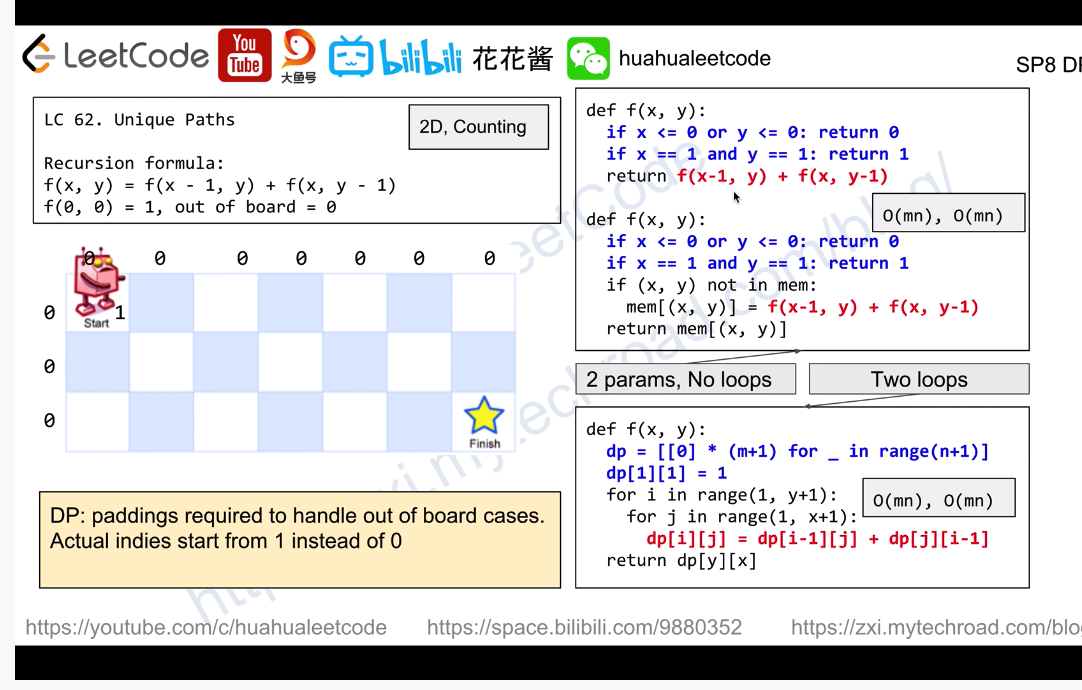 LeetCode You Tube 大鱼号 bilibili 花花酱 huahualeetcode
SP8 DP
LC 62. Unique Paths
2D, Counting
Recursion formula:
f(x, y) = f(x - 1, y) + f(x, y - 1)
f(0, 0) = 1, out of board = 0
0 0 0 0 0 0 0
0 1
Start
0
0
Finish
DP: paddings required to handle out of board cases.
Actual indies start from 1 instead of 0
def f(x, y):
if x <= 0 or y <= 0: return 0
if x == 1 and y == 1: return 1
return f(x-1, y) + f(x, y-1)
O(mn), O(mn)
def f(x, y):
if x <= 0 or y <= 0: return 0
if x == 1 and y == 1: return 1
if (x, y) not in mem:
mem[(x, y)] = f(x-1, y) + f(x, y-1)
return mem[(x, y)]
2 params, No loops
Two loops
def f(x, y):
dp = [[0] * (m+1) for _ in range(n+1)]
dp[1][1] = 1
for i in range(1, y+1):
O(mn), O(mn)
for j in range(1, x+1):
dp[i][j] = dp[i-1][j] + dp[j][i-1]
return dp[y][x]
https://youtube.com/c/huahualeetcode https://space.bilibili.com/9880352 https://zxi.mytechroad.com/blog